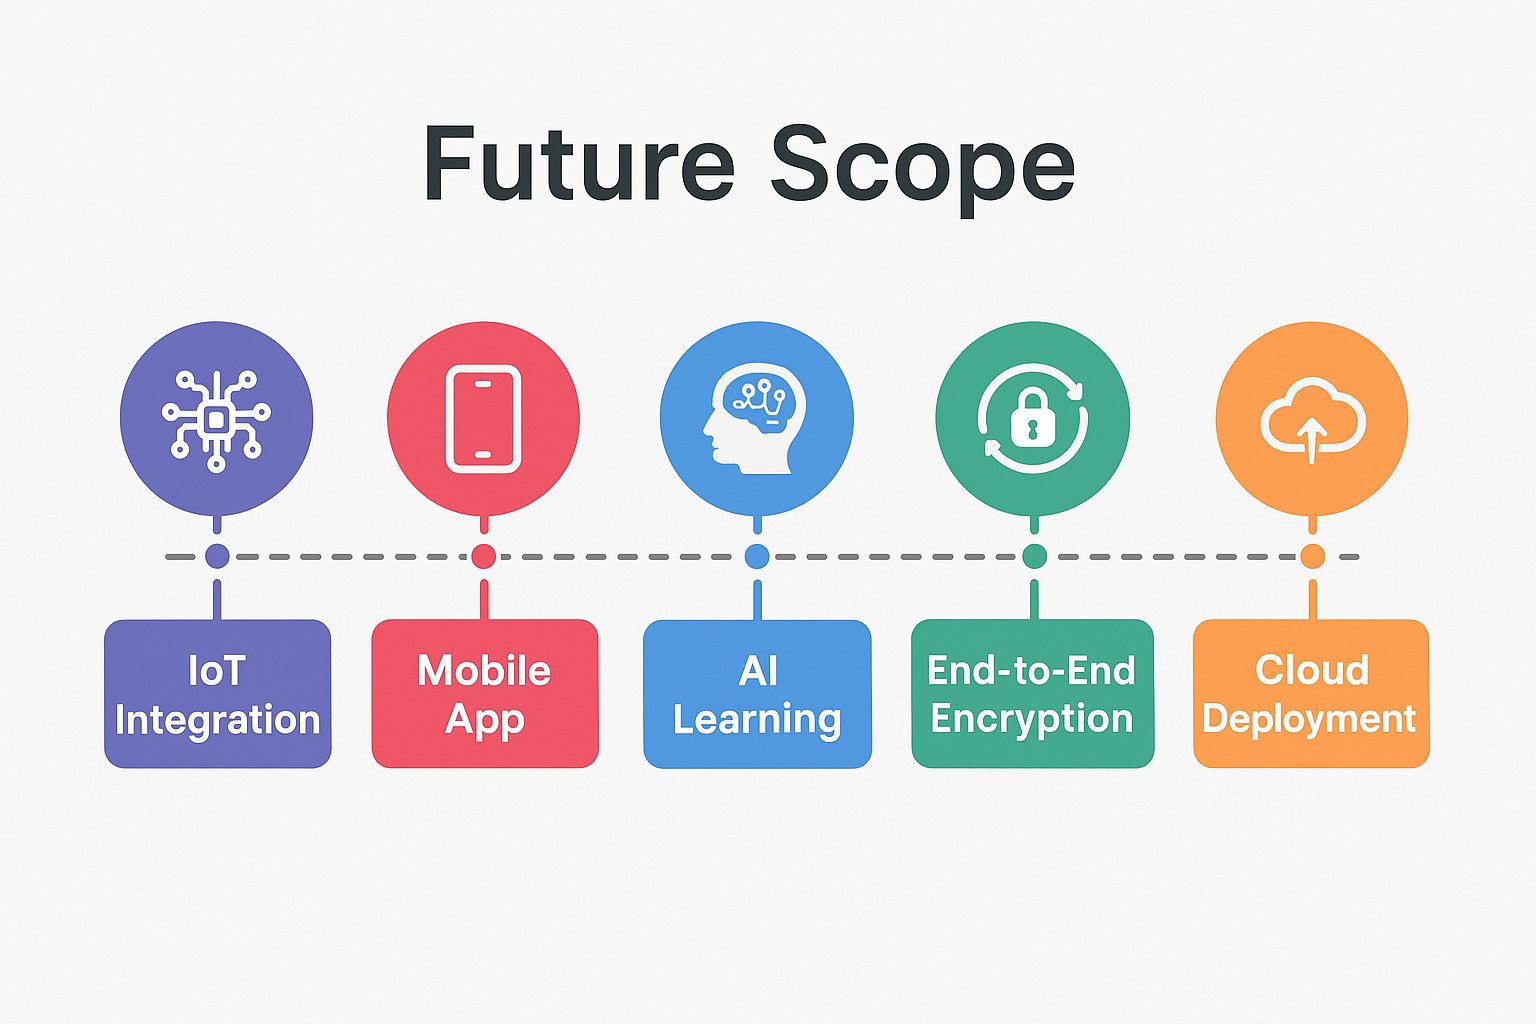 Future Scope
IoT
Integration
Mobile
App
AI
Learning
End-to-End
Encryption
Cloud
Deployment